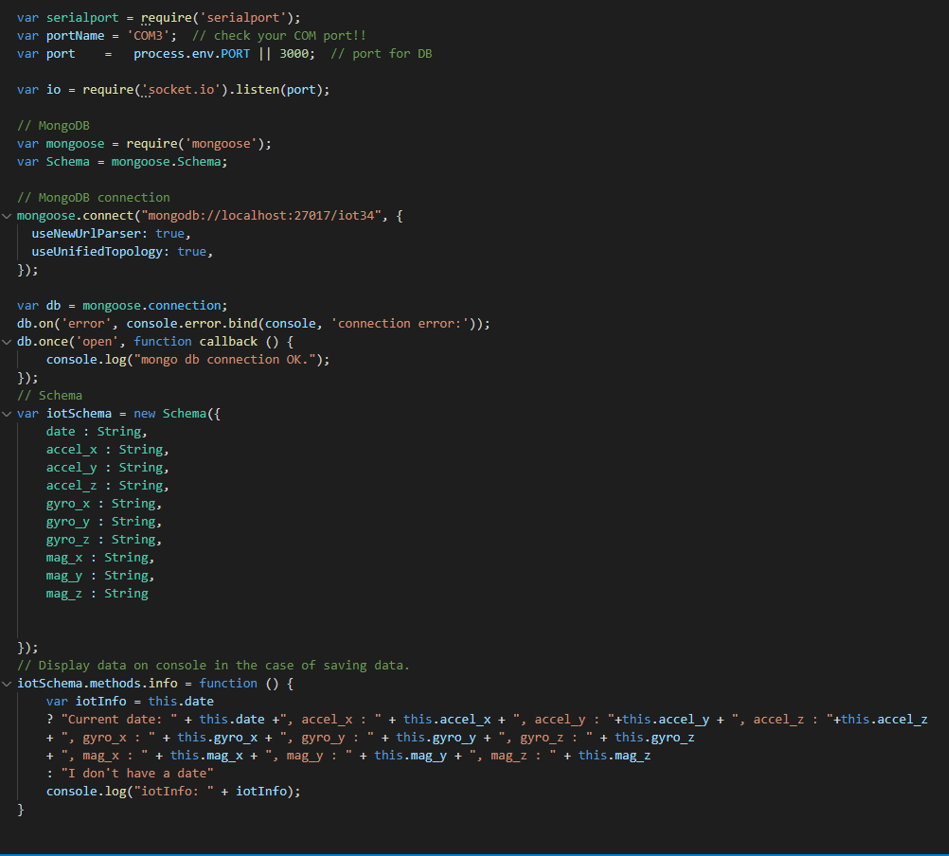 var serialport = require('serialport');
var portName = 'COM3';  // check your COM port!!
var port    =   process.env.PORT || 3000;  // port for DB
var io = require('socket.io').listen(port);
// MongoDB
var mongoose = require('mongoose');
var Schema = mongoose.Schema;
// MongoDB connection
mongoose.connect("mongodb://localhost:27017/iot34", {
  useNewUrlParser: true,
  useUnifiedTopology: true,
});
var db = mongoose.connection;
db.on('error', console.error.bind(console, 'connection error:'));
db.once('open', function callback () {
    console.log("mongo db connection OK.");
});
// Schema
var iotSchema = new Schema({
    date : String,
    accel_x : String,
    accel_y : String,
    accel_z : String,
    gyro_x : String,
    gyro_y : String,
    gyro_z : String,
    mag_x : String,
    mag_y : String,
    mag_z : String
});
// Display data on console in the case of saving data.
iotSchema.methods.info = function () {
    var iotInfo = this.date
    ? "Current date: " + this.date +", accel_x : " + this.accel_x + ", accel_y : "+this.accel_y + ", accel_z : "+this.accel_z
    + ", gyro_x : " + this.gyro_x + ", gyro_y : " + this.gyro_y + ", gyro_z : " + this.gyro_z
    + ", mag_x : " + this.mag_x + ", mag_y : " + this.mag_y + ", mag_z : " + this.mag_z
    : "I don't have a date"
    console.log("iotInfo: " + iotInfo);
}